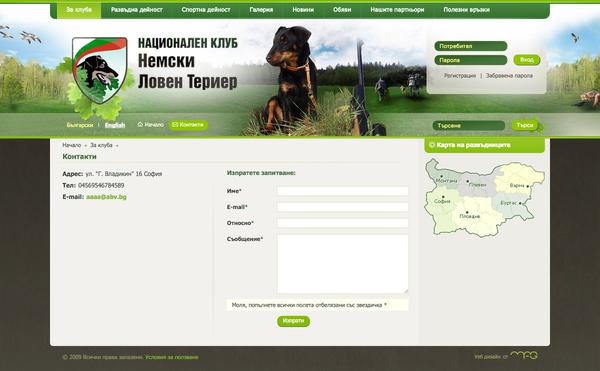 За клуба
Развъдна дейност
Спортна дейност
Галерия
Новини
Обяви
Нашите партньори
Полезни връзки
НАЦИОНАЛЕН КЛУБ
Немски
Ловен Териер
Потребител
Парола
Вход
Регистрация | Забравена парола
Български | English
Начало
Контакти
Търсене
Търси
Начало » За клуба »
Контакти
Адрес: ул. "Г. Владикин" 16 София
Тел: 04569546784589
E-mail: aaaa@abv.bg
Изпратете запитване:
Име*
E-mail*
Относно*
Съобщение*
Моля, попълнете всички полета отбелязани със звездичка *
Изпрати
Карта на развъдниците
Монтана
Плевен
Варна
София
Бургас
Пловдив
© 2009 Всички права запазени. Условия за ползване
Уеб дизайн от MFG